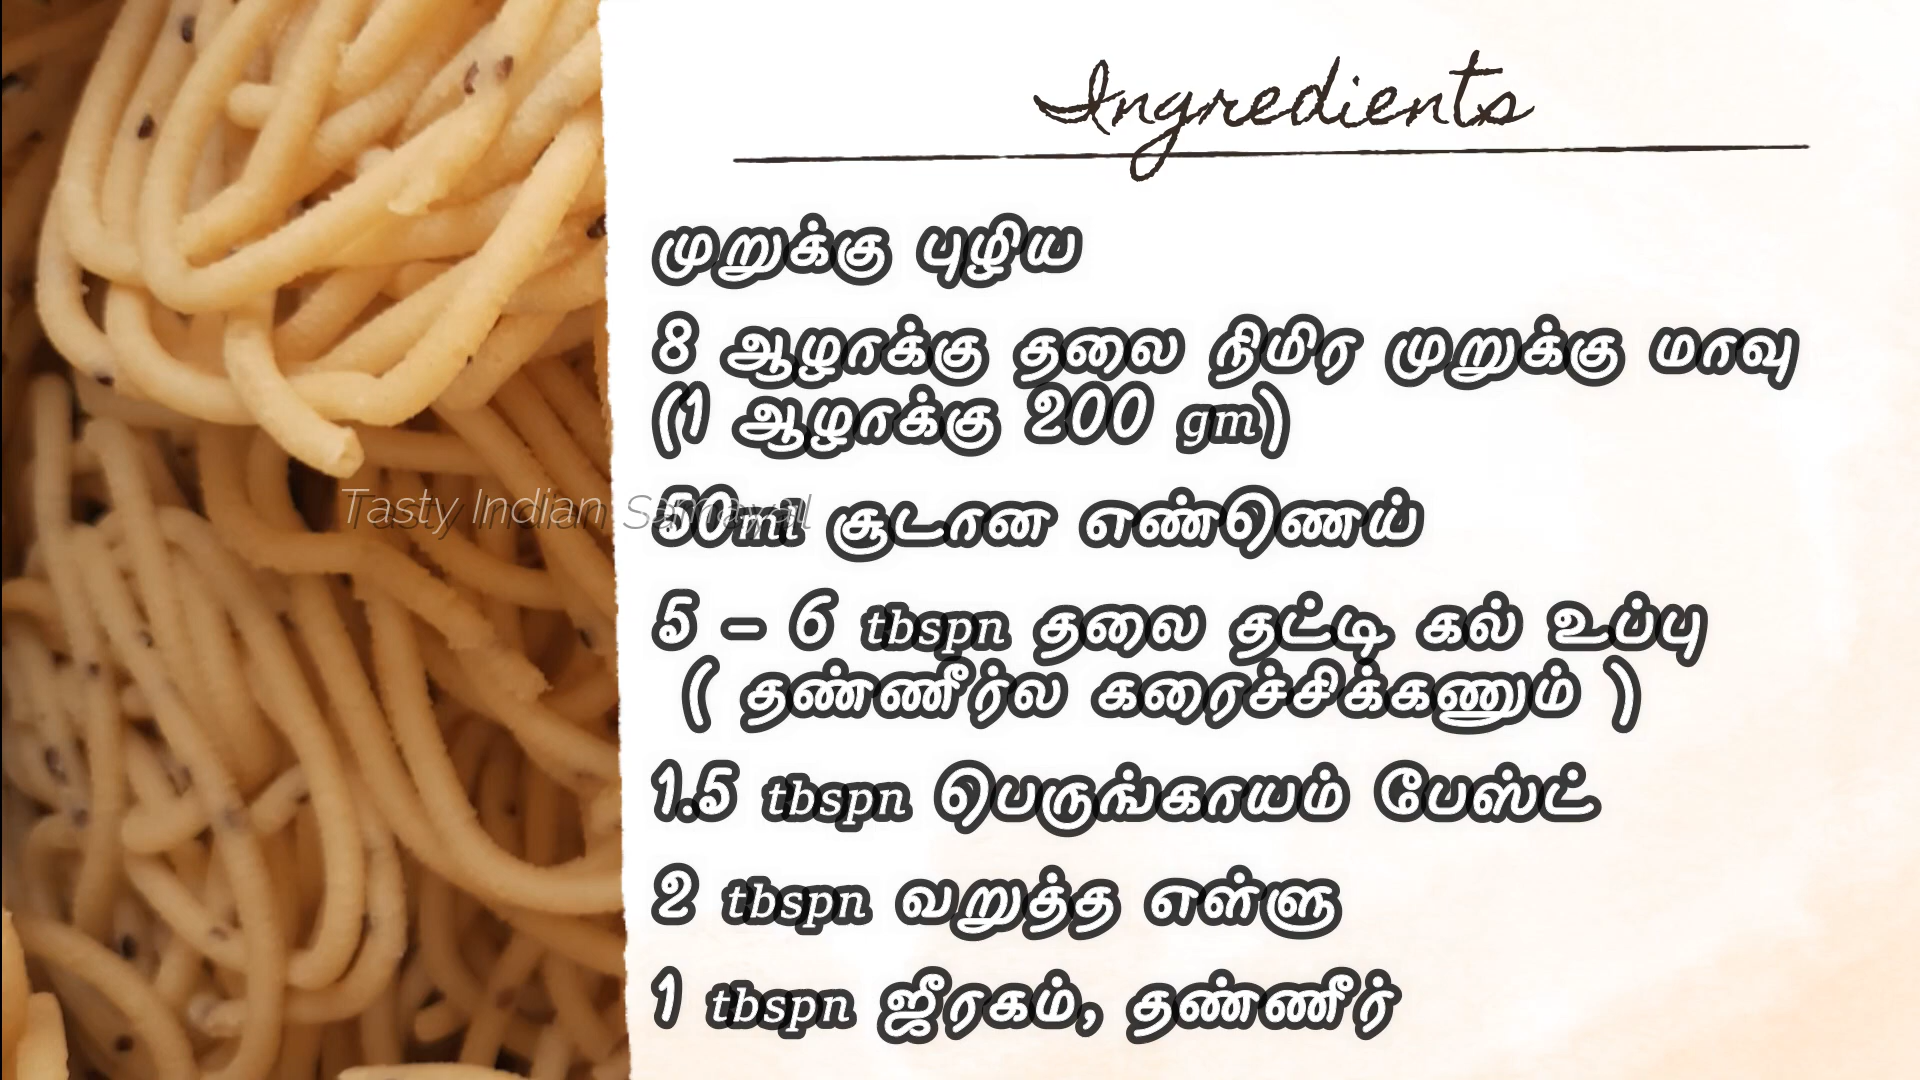 Ingredients
முறுக்கு புழிய
8 ஆழாக்கு தலை நிமிர முறுக்கு மாவு
(1 ஆழாக்கு 200 gm)
Tasty Indian Samayal
50ml சூடான எண்ணெய்
5 – 6 tbspn தலை தட்டி கல் உப்பு
( தண்ணீர்ல கரைச்சிக்கணும் )
1.5 tbspn பெருங்காயம் பேஸ்ட்
2 tbspn வறுத்த எள்ளு
1 tbspn ஜீரகம், தண்ணீர்